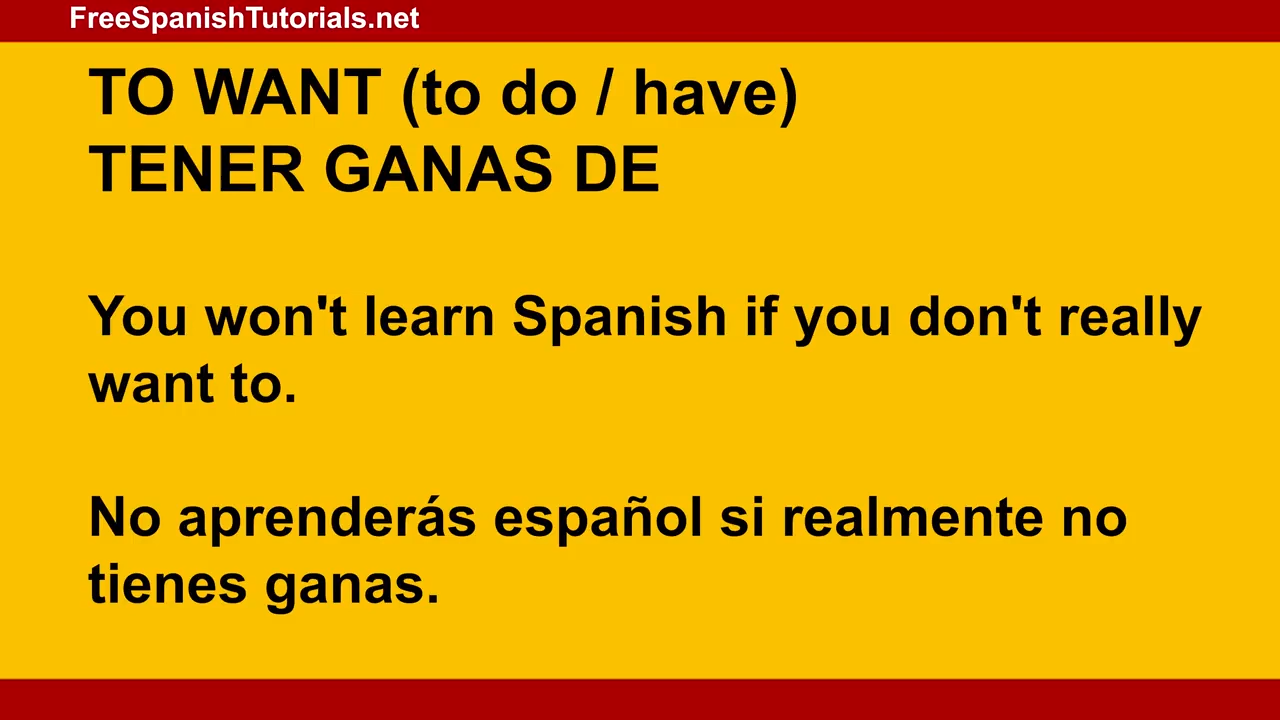 FreeSpanishTutorials.net
TO WANT (to do / have)
TENER GANAS DE
You won't learn Spanish if you don't really
want to.
No aprenderás español si realmente no
tienes ganas.